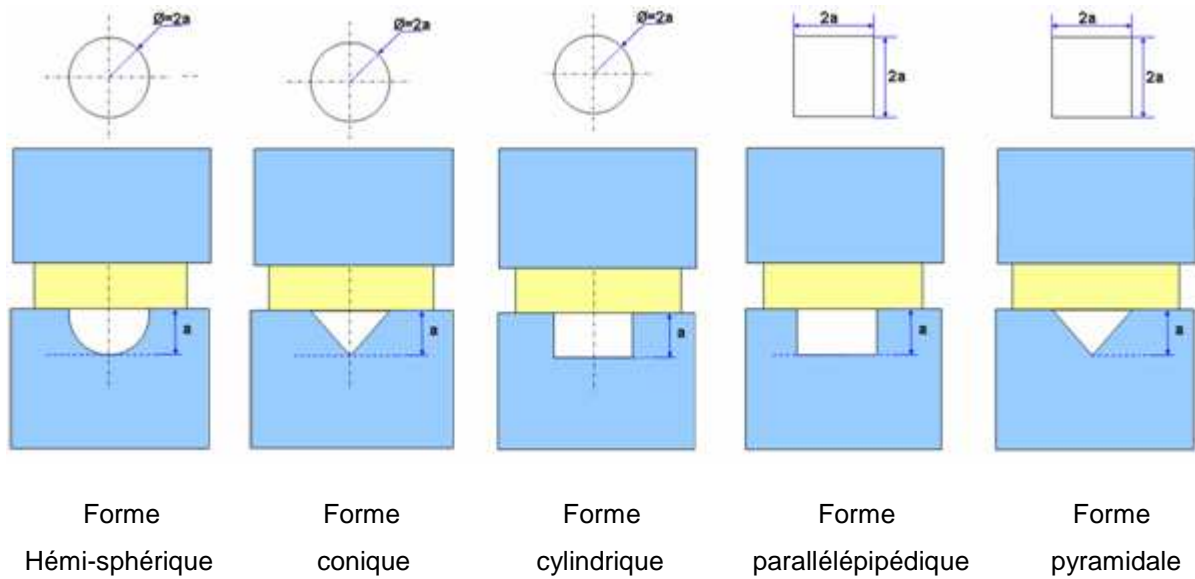 Ø=2a
Ø=2a
Ø=2a
2a
2a
2a
2a
a
a
a
a
a
Forme
Hémi-sphérique
Forme
conique
Forme
cylindrique
Forme
parallélépipédique
Forme
pyramidale